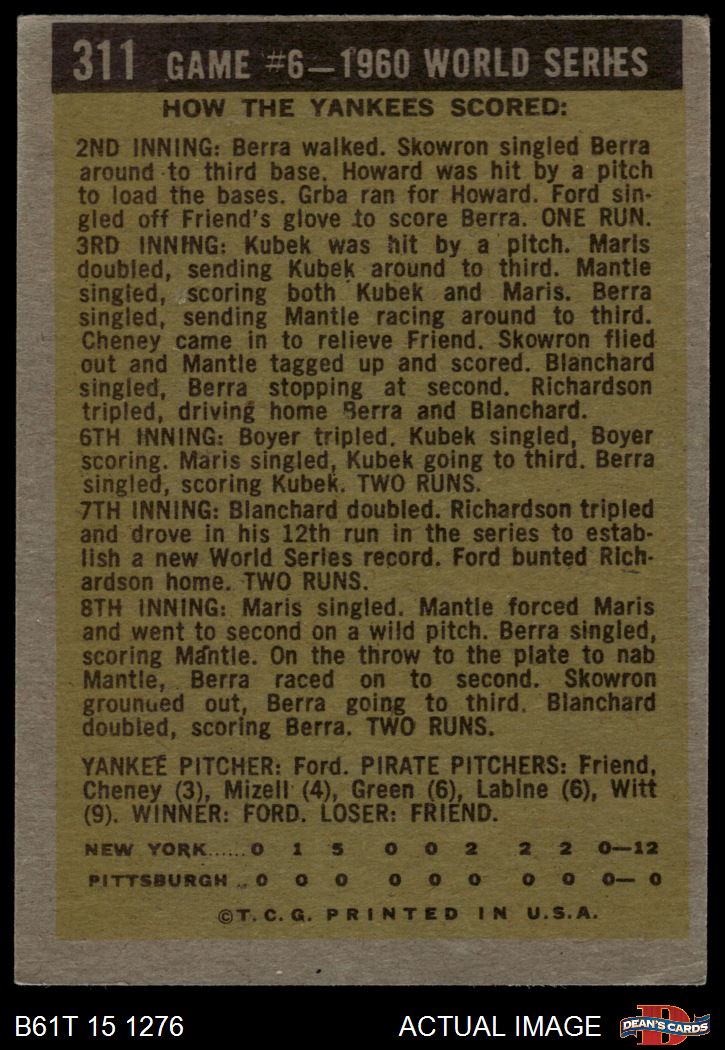 311 GAME #6—1960 WORLD SERIES
HOW THE YANKEES SCORED:
2ND INNING: Berra walked. Skowron singled Berra
around to third base. Howard was hit by a pitch
to load the bases. Grba ran for Howard. Ford sin-
gled off Friend's glove to score Berra. ONE RUN.
3RD INNING: Kubek was hit by a pitch. Maris
doubled, sending Kubek around to third. Mantle
singled, scoring both Kubek and Maris. Berra
singled, sending Mantle racing around to third.
Cheney came in to relieve Friend. Skowron flied
out and Mantle tagged up and scored. Blanchard
singled, Berra stopping at second. Richardson
tripled, driving home Berra and Blanchard.
6TH INNING: Boyer tripled. Kubek singled, Boyer
scoring. Maris singled, Kubek going to third. Berra
singled, scoring Kubek. TWO RUNS.
7TH INNING: Blanchard doubled. Richardson tripled
and drove in his 12th run in the series to estab-
lish a new World Series record. Ford bunted Rich-
ardson home. TWO RUNS.
8TH INNING: Maris singled. Mantle forced Maris
and went to second on a wild pitch. Berra singled,
scoring Mantle. On the throw to the plate to nab
Mantle, Berra raced on to second. Skowron
grounded out, Berra going to third. Blanchard
doubled, scoring Berra. TWO RUNS.
YANKEE PITCHER: Ford. PIRATE PITCHERS: Friend,
Cheney (3), Mizell (4), Green (6), Labine (6), Witt
(9). WINNER: FORD. LOSER: FRIEND.
NEW YORK......0 1 5 0 0 2 2 2 0—12
PITTSBURGH ..0 0 0 0 0 0 0 0 0— 0
©T.C.G. PRINTED IN U.S.A.
B61T 15 1276 ACTUAL IMAGE DEAN'S CARDS